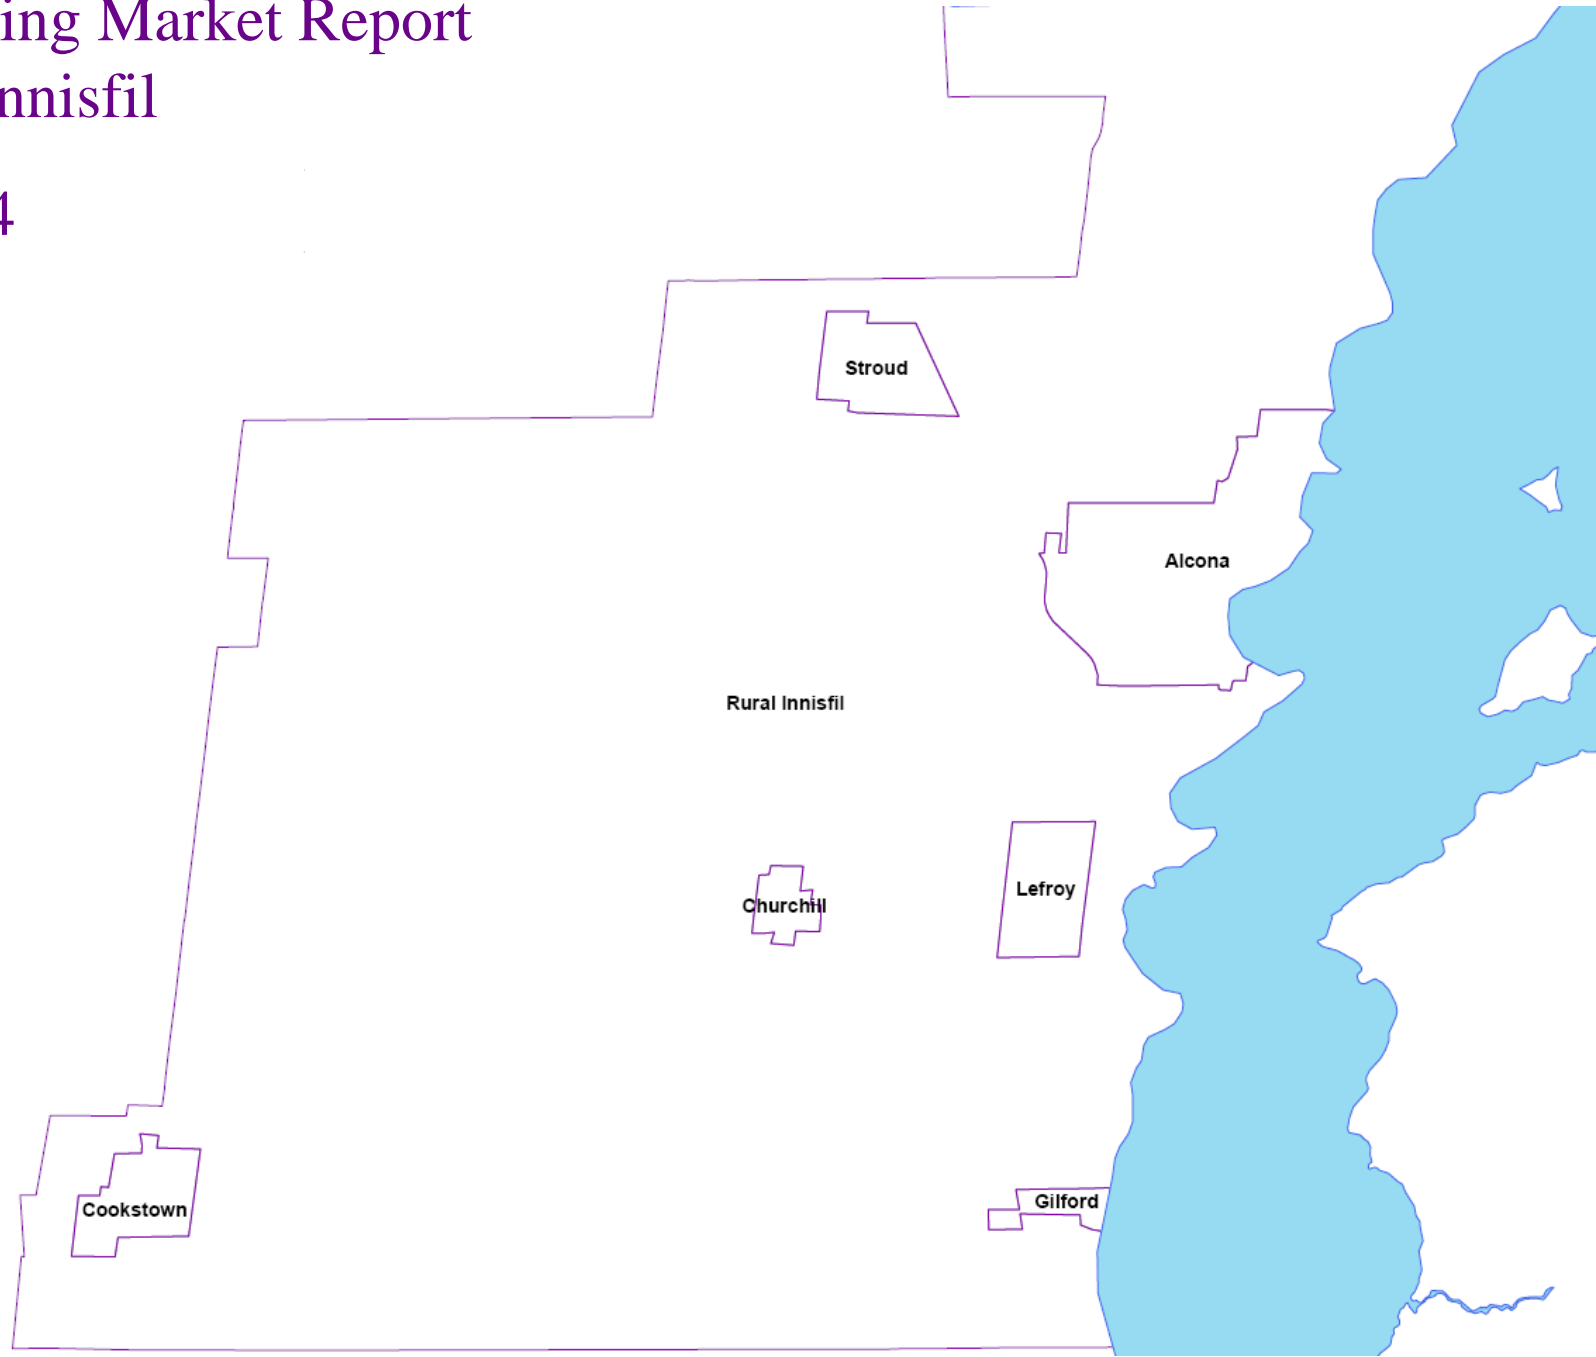 ing Market Report
nnisfil
4
Stroud
Alcona
Rural Innisfil
Lefroy
Churchill
Gilford
Cookstown